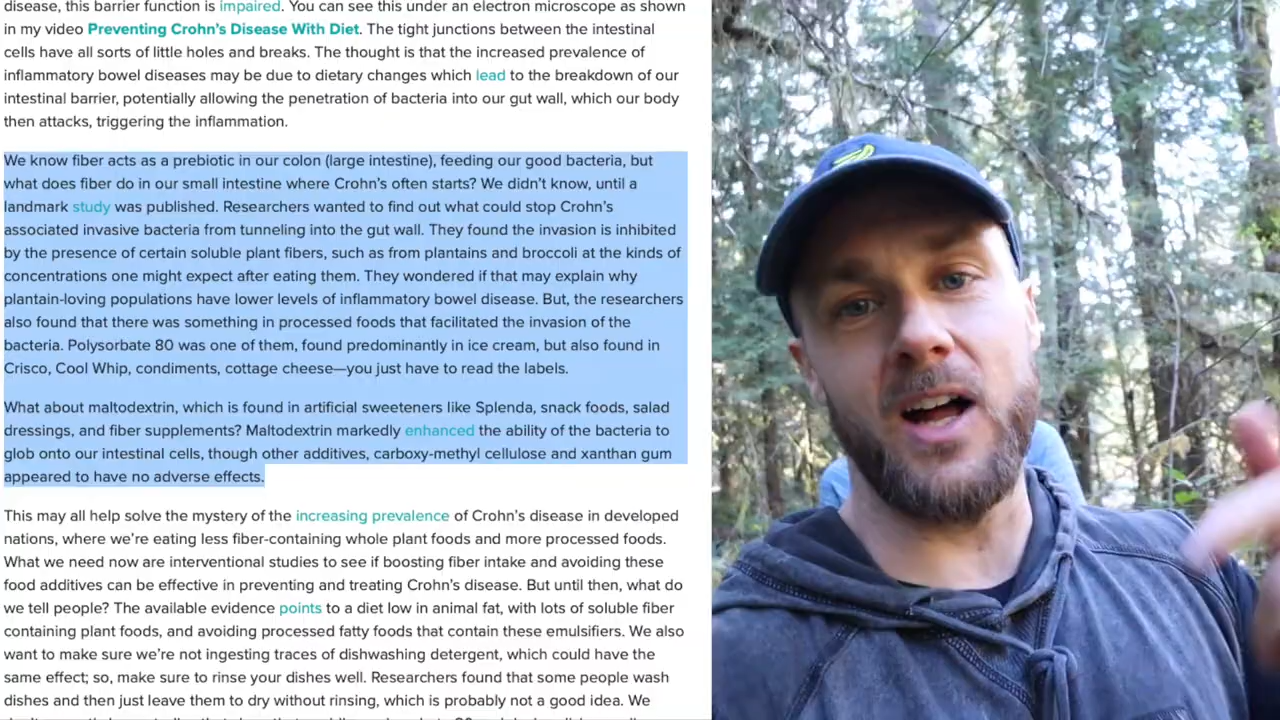 disease, this barrier function is impaired. You can see this under an electron microscope as shown
in my video Preventing Crohn’s Disease With Diet. The tight junctions between the intestinal
cells have all sorts of little holes and breaks. The thought is that the increased prevalence of
inflammatory bowel diseases may be due to dietary changes which lead to the breakdown of our
intestinal barrier, potentially allowing the penetration of bacteria into our gut wall, which our body
then attacks, triggering the inflammation.
We know fiber acts as a prebiotic in our colon (large intestine), feeding our good bacteria, but
what does fiber do in our small intestine where Crohn’s often starts? We didn’t know, until a
landmark study was published. Researchers wanted to find out what could stop Crohn’s
associated invasive bacteria from tunneling into the gut wall. They found the invasion is inhibited
by the presence of certain soluble plant fibers, such as from plantains and broccoli at the kinds of
concentrations one might expect after eating them. They wondered if that may explain why
plantain-loving populations have lower levels of inflammatory bowel disease. But, the researchers
also found that there was something in processed foods that facilitated the invasion of the
bacteria. Polysorbate 80 was one of them, found predominantly in ice cream, but also found in
Crisco, Cool Whip, condiments, cottage cheese—you just have to read the labels.
What about maltodextrin, which is found in artificial sweeteners like Splenda, snack foods, salad
dressings, and fiber supplements? Maltodextrin markedly enhanced the ability of the bacteria to
glob onto our intestinal cells, though other additives, carboxy-methyl cellulose and xanthan gum
appeared to have no adverse effects.
This may all help solve the mystery of the increasing prevalence of Crohn’s disease in developed
nations, where we’re eating less fiber-containing whole plant foods and more processed foods.
What we need now are interventional studies to see if boosting fiber intake and avoiding these
food additives can be effective in preventing and treating Crohn’s disease. But until then, what do
we tell people? The available evidence points to a diet low in animal fat, with lots of soluble fiber
containing plant foods, and avoiding processed fatty foods that contain these emulsifiers. We also
want to make sure we’re not ingesting traces of dishwashing detergent, which could have the
same effect; so, make sure to rinse your dishes well. Researchers found that some people wash
dishes and then just leave them to dry without rinsing, which is probably not a good idea. We